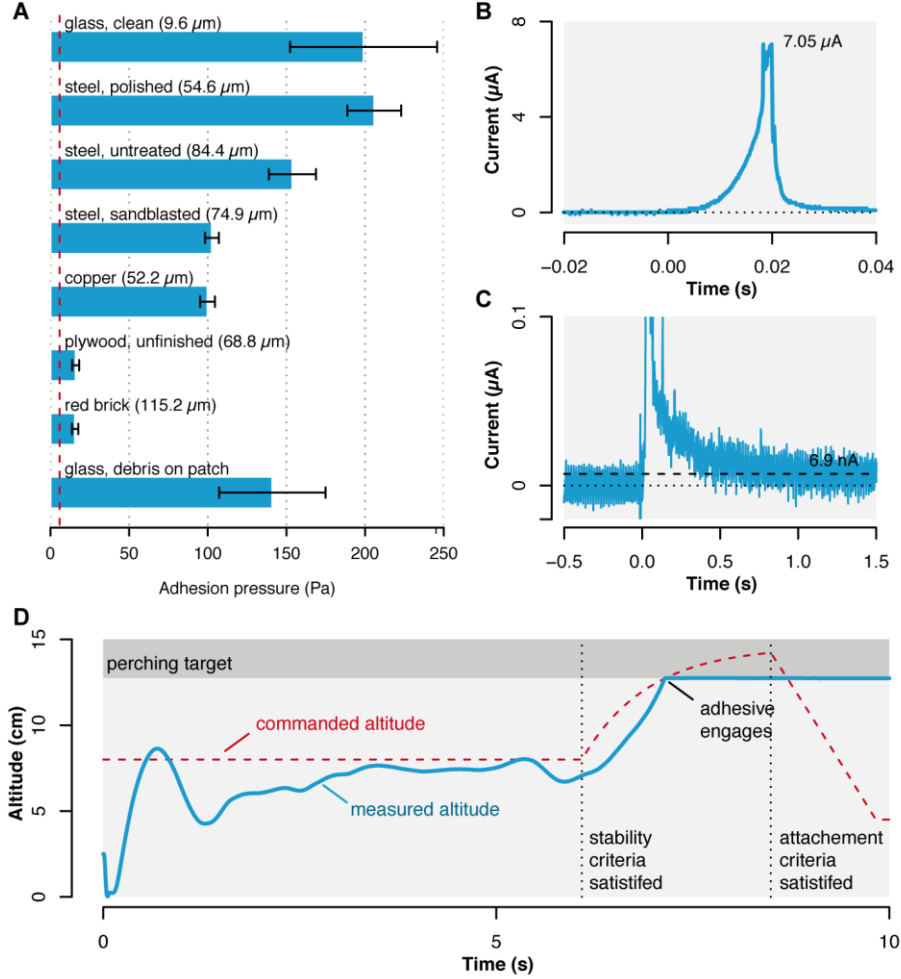 A
glass, clean (9.6 μm)
steel, polished (54.6 μm)
steel, untreated (84.4 μm)
steel, sandblasted (74.9 μm)
copper (52.2 μm)
plywood, unfinished (68.8 μm)
red brick (115.2 μm)
glass, debris on patch
0 50 100 150 200 250
Adhesion pressure (Pa)
B
Current (μA)
8
4
0
7.05 μA
−0.02 0.00 0.02 0.04
Time (s)
C
Current (μA)
0.1
0
6.9 nA
−0.5 0.0 0.5 1.0 1.5
Time (s)
D
Altitude (cm)
15
10
5
0
perching target
commanded altitude
measured altitude
adhesive
engages
stability
criteria
satistifed
attachement
criteria
satistifed
0 5 10
Time (s)